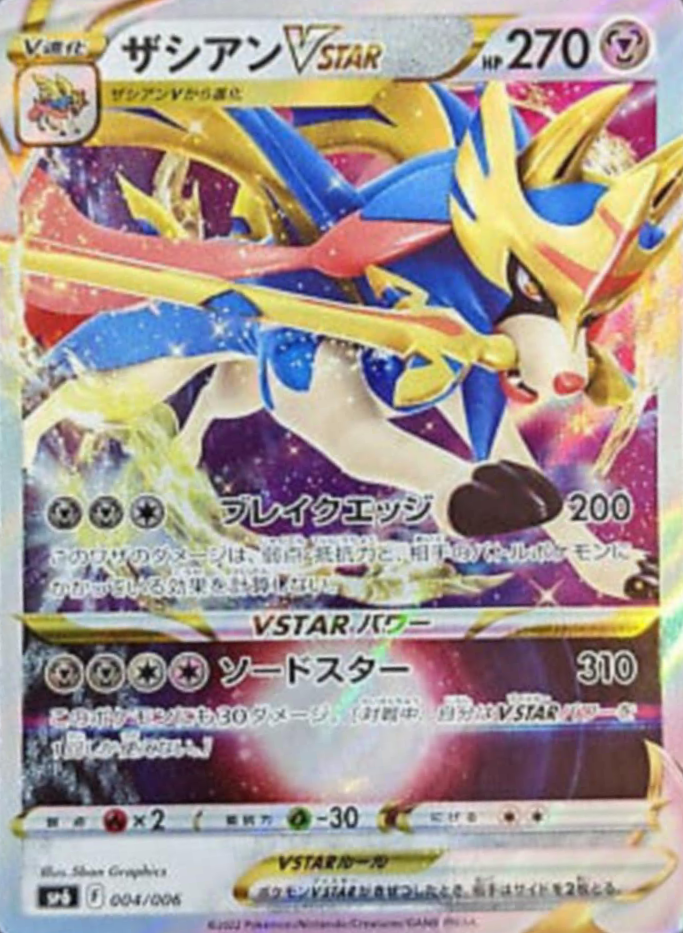 V進化
ザシアンVSTAR
HP 270
ザシアンVから進化
ブレイクエッジ 200
このワザのダメージは、弱点・抵抗力と、相手のバトルポケモンに
かかっている効果を計算しない。
VSTARパワー
ソードスター 310
このポケモンにも30ダメージ。[対戦中、自分はVSTARパワーを
1回しか使えない。]
弱点 ×2 抵抗力 -30 にげる
Illus. 5ban Graphics
VSTARルール
ポケモンVSTARがきぜつしたとき、相手はサイドを2枚とる。
SP6 F 004/006
©2022 Pokémon/Nintendo/Creatures/GAME FREAK.